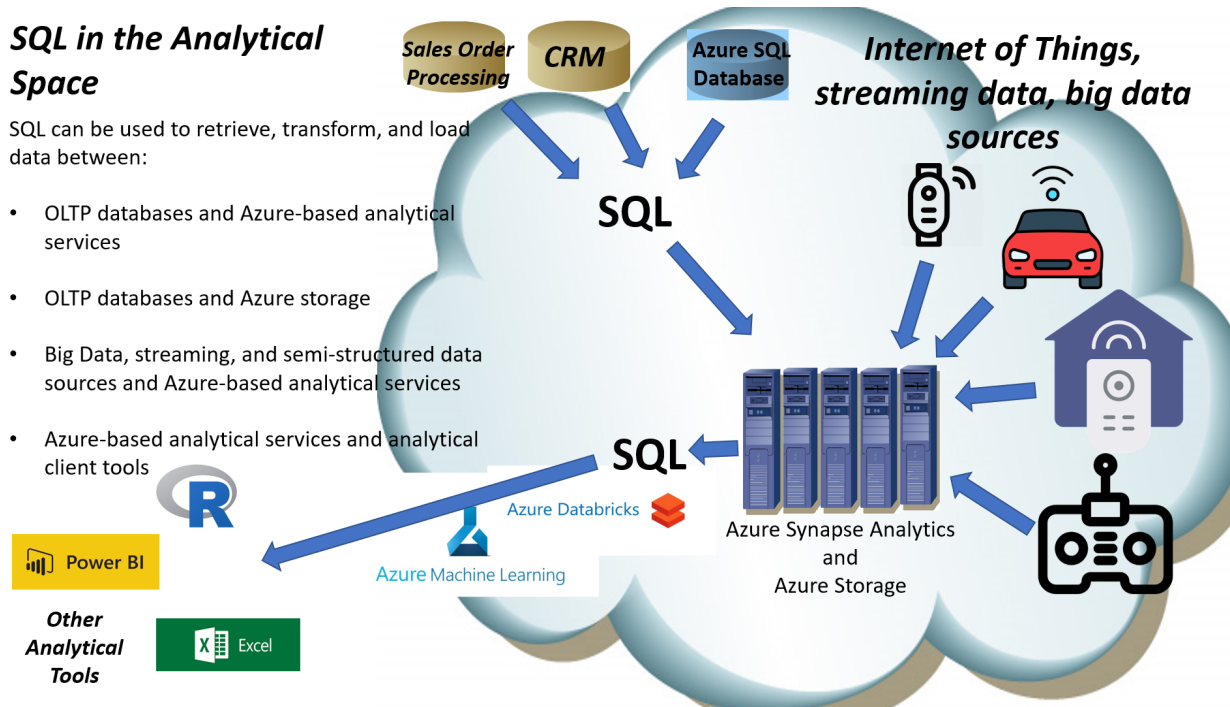 SQL in the Analytical
Space
SQL can be used to retrieve, transform, and load
data between:
• OLTP databases and Azure-based analytical
services
• OLTP databases and Azure storage
• Big Data, streaming, and semi-structured data
sources and Azure-based analytical services
• Azure-based analytical services and analytical
client tools
Sales Order
Processing
CRM
Azure SQL
Database
Internet of Things,
streaming data, big data
sources
SQL
SQL
Azure Synapse Analytics
and
Azure Storage
Azure Databricks
Azure Machine Learning
R
Power BI
Other
Analytical
Tools
X Excel